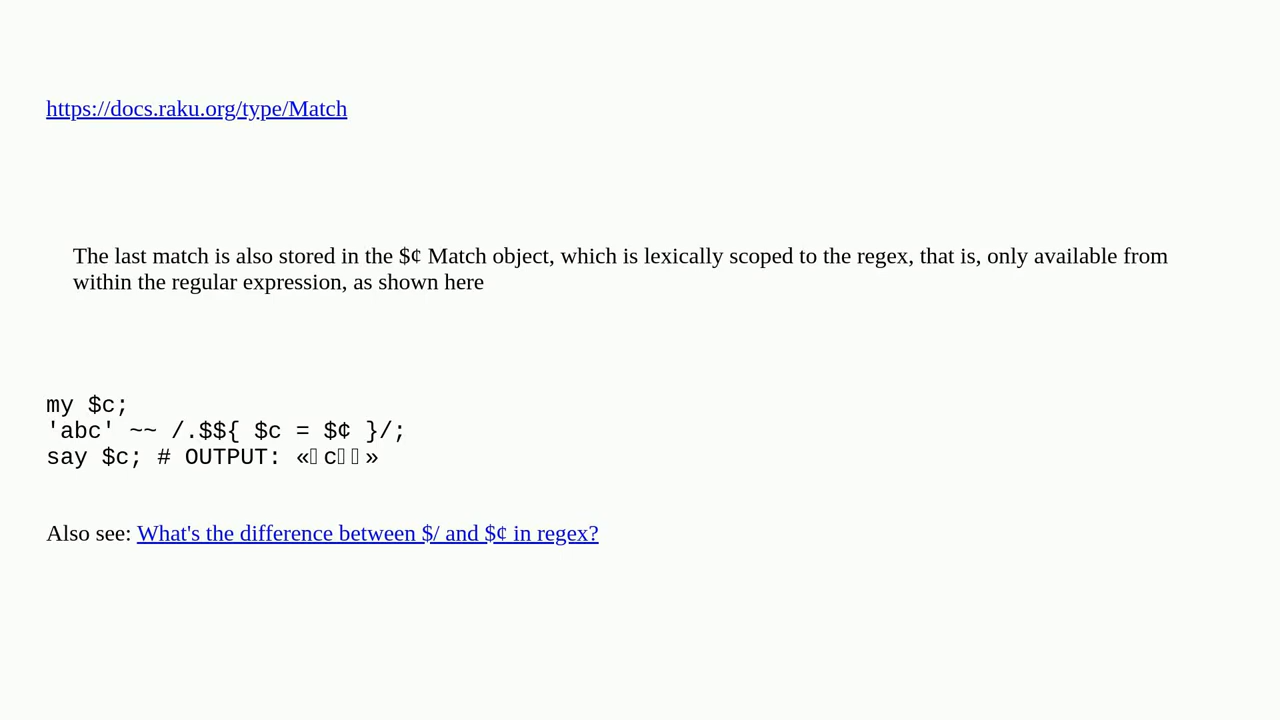 https://docs.raku.org/type/Match
The last match is also stored in the $¢ Match object, which is lexically scoped to the regex, that is, only available from
within the regular expression, as shown here
my $c;
'abc' ~~ /.$${ $c = $¢ }/;
say $c; # OUTPUT: «▯c▯▯»
Also see: What's the difference between $/ and $¢ in regex?